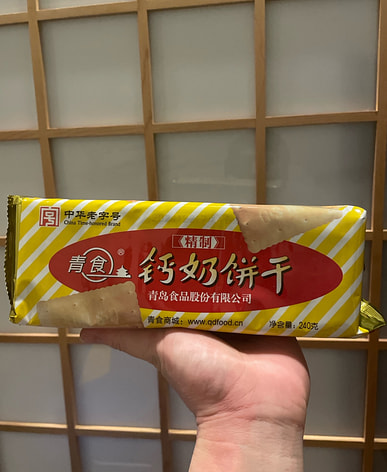 中华老字号
China Time-honored Brand
《精制》
青食®
钙奶饼干
青岛食品股份有限公司
青食商城：www.qdfood.cn
净含量：240克